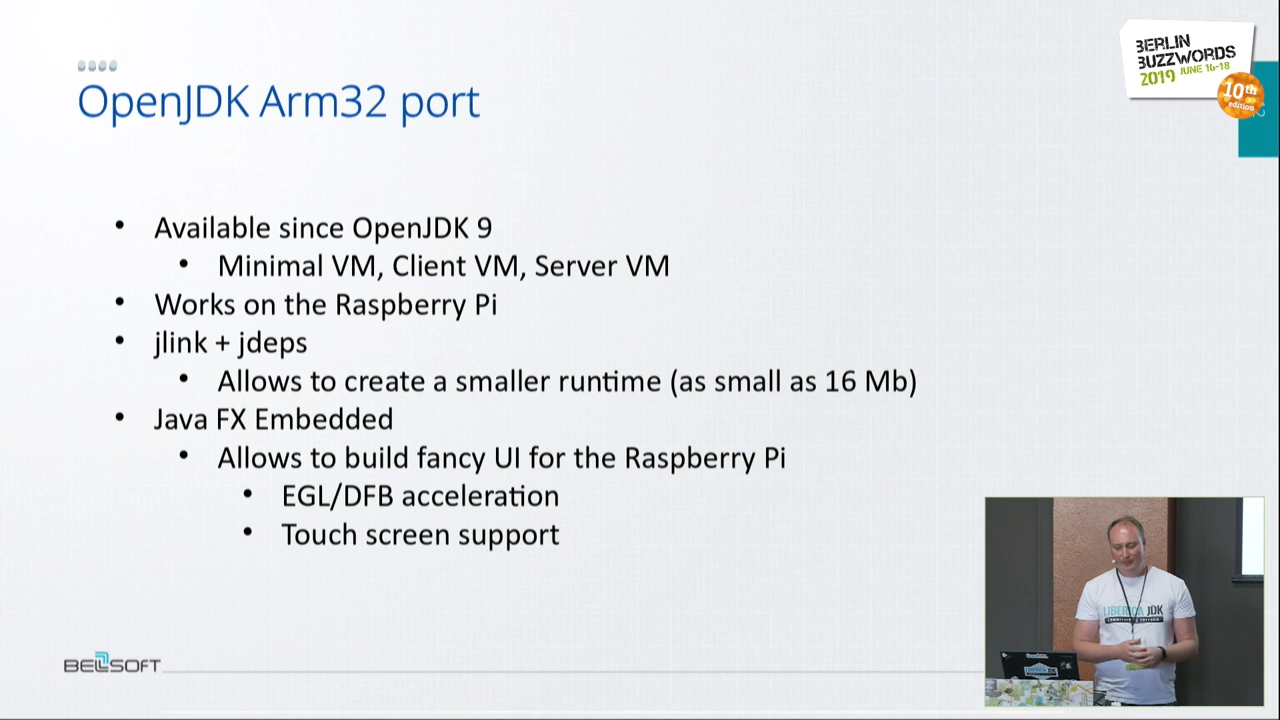 BERLIN
BUZZWORDS
2019 JUNE 16-18
10th
edition
OpenJDK Arm32 port
• Available since OpenJDK 9
• Minimal VM, Client VM, Server VM
• Works on the Raspberry Pi
• jlink + jdeps
• Allows to create a smaller runtime (as small as 16 Mb)
• Java FX Embedded
• Allows to build fancy UI for the Raspberry Pi
• EGL/DFB acceleration
• Touch screen support
LIBERICA JDK
BELLSOFT